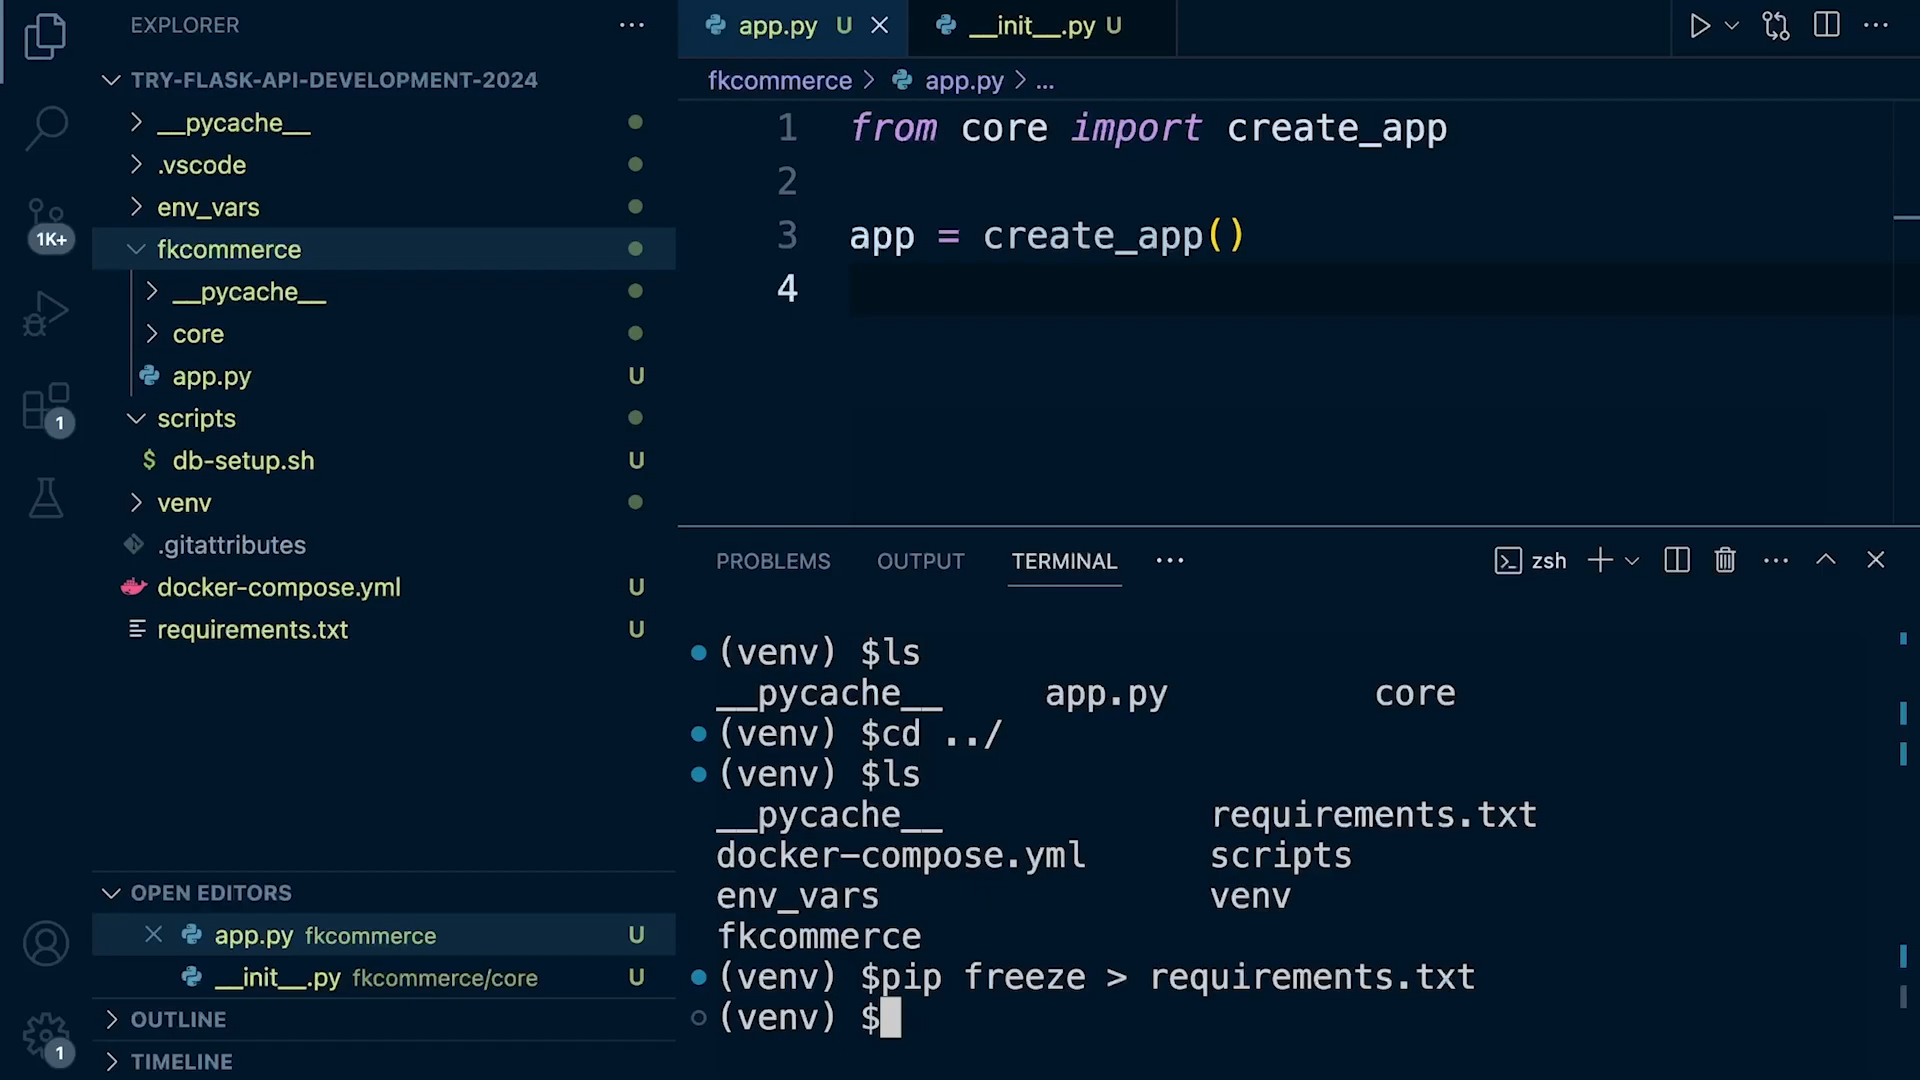 EXPLORER
TRY-FLASK-API-DEVELOPMENT-2024
__pycache__
.vscode
env_vars
fkcommerce
__pycache__
core
app.py U
scripts
$ db-setup.sh U
venv
.gitattributes
docker-compose.yml U
requirements.txt U
OPEN EDITORS
app.py fkcommerce U
__init__.py fkcommerce/core U
OUTLINE
TIMELINE
1K+
1
1
app.py U
__init__.py U
fkcommerce > app.py > ...
1 from core import create_app
2
3 app = create_app()
4
PROBLEMS OUTPUT TERMINAL
zsh
(venv) $ls
__pycache__ app.py core
(venv) $cd ../
(venv) $ls
__pycache__ requirements.txt
docker-compose.yml scripts
env_vars venv
fkcommerce
(venv) $pip freeze > requirements.txt
(venv) $